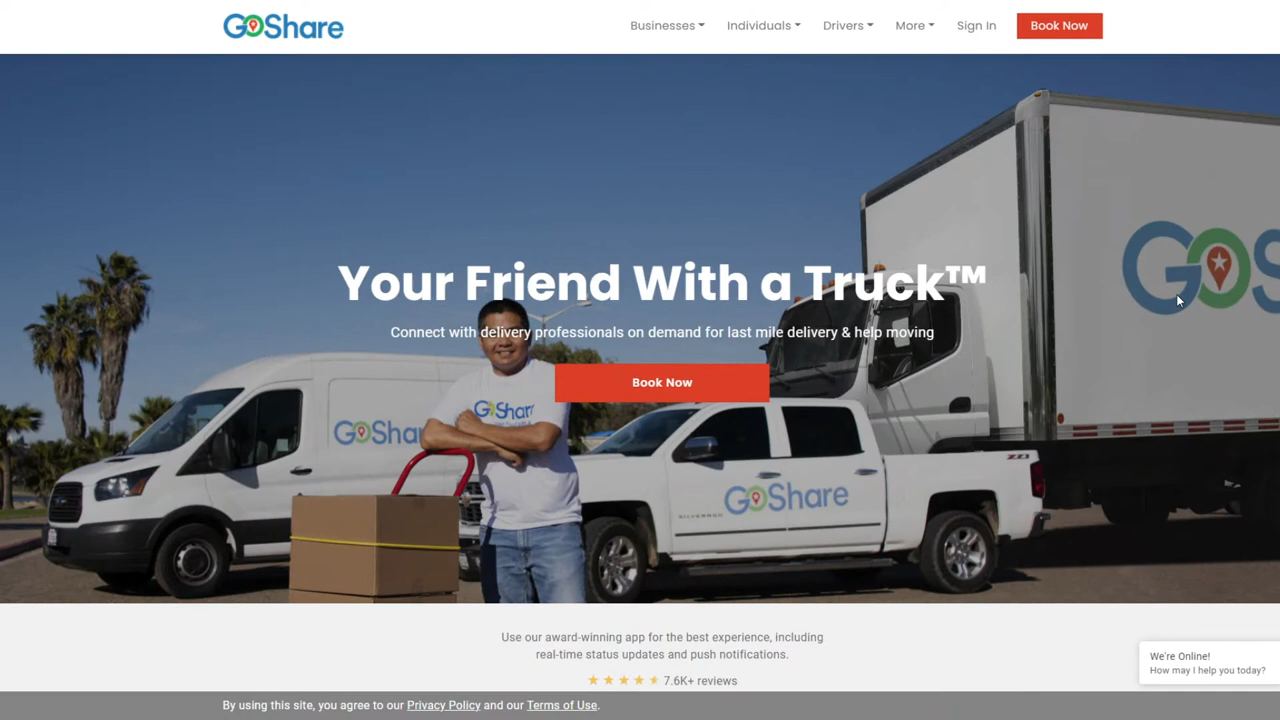 GoShare
Businesses Individuals Drivers More Sign In Book Now
Your Friend With a Truck™
Connect with delivery professionals on demand for last mile delivery & help moving
Book Now
GoShare
GoShare
GoShare
Use our award-winning app for the best experience, including
real-time status updates and push notifications.
7.6K+ reviews
We're Online!
How may I help you today?
By using this site, you agree to our Privacy Policy and our Terms of Use.